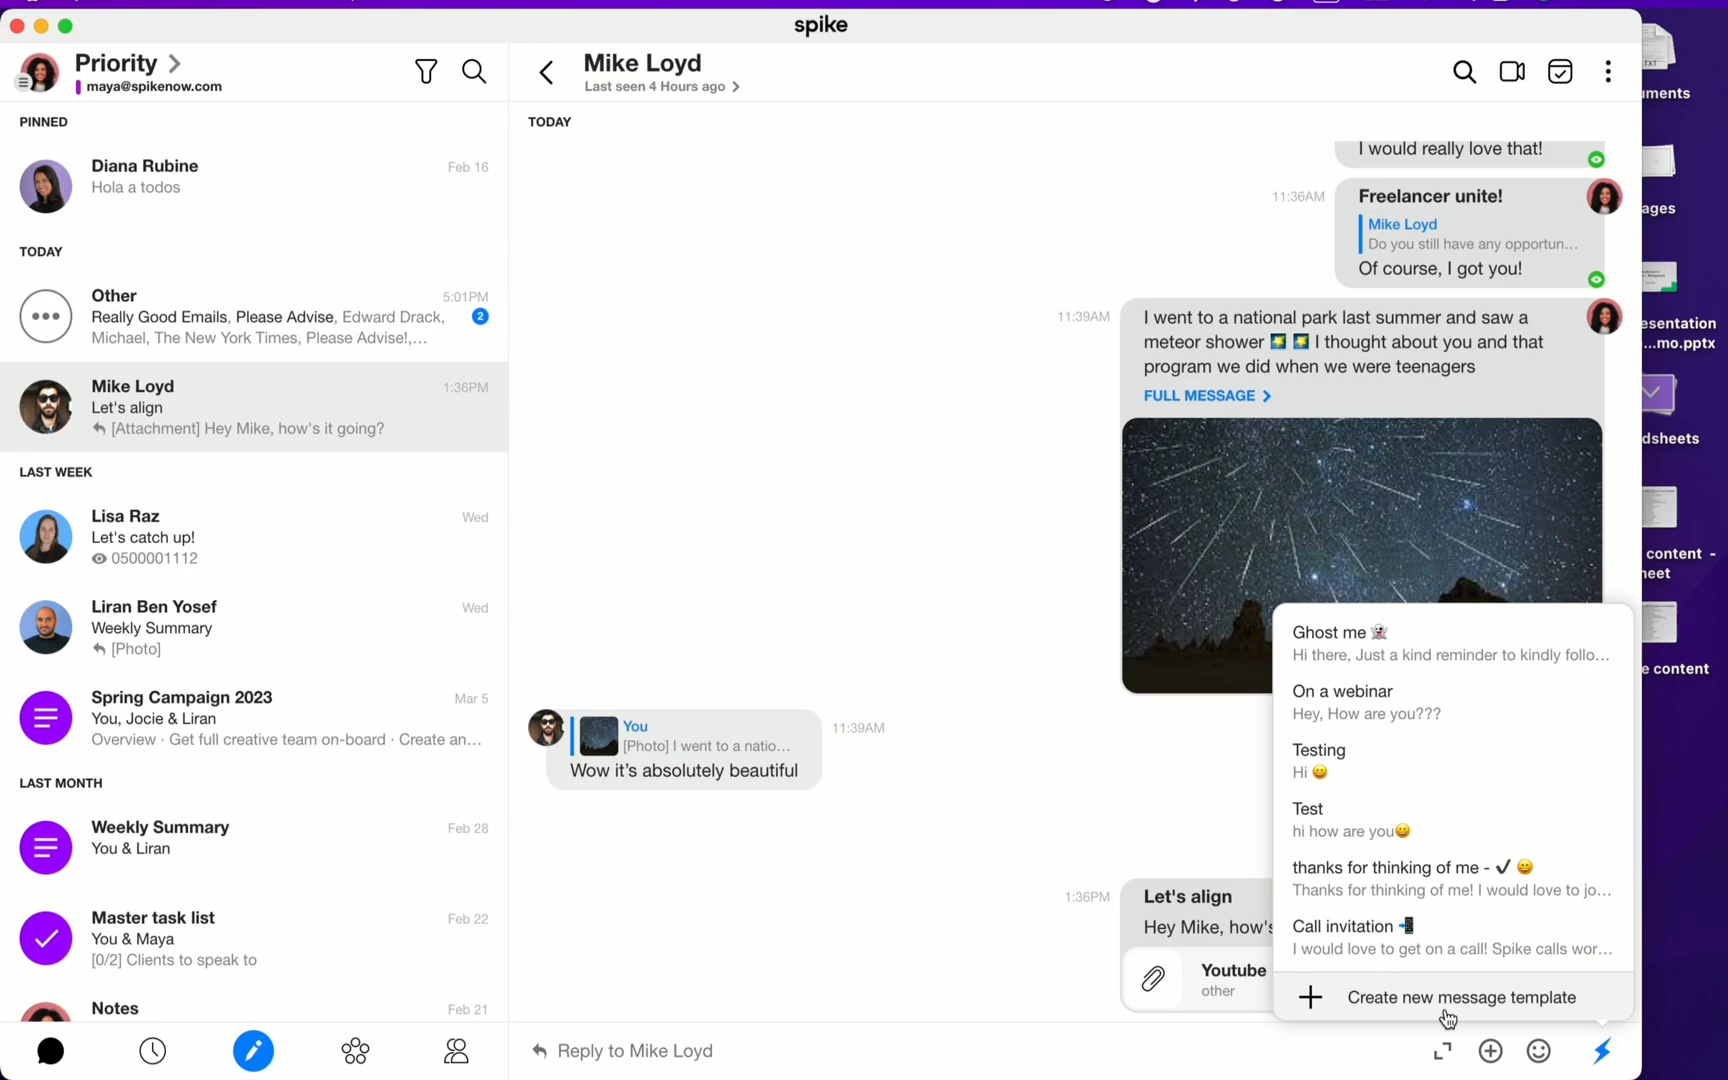 spike
Priority
maya@spikenow.com
PINNED
Diana Rubine
Feb 16
Hola a todos
TODAY
Other
5:01PM
Really Good Emails, Please Advise, Edward Drack,
2
Michael, The New York Times, Please Advise!,...
Mike Loyd
1:36PM
Let's align
[Attachment] Hey Mike, how's it going?
LAST WEEK
Lisa Raz
Wed
Let's catch up!
0500001112
Liran Ben Yosef
Wed
Weekly Summary
[Photo]
Spring Campaign 2023
Mar 5
You, Jocie & Liran
Overview · Get full creative team on-board · Create an...
LAST MONTH
Weekly Summary
Feb 28
You & Liran
Master task list
Feb 22
You & Maya
[0/2] Clients to speak to
Notes
Feb 21
Mike Loyd
Last seen 4 Hours ago
TODAY
I would really love that!
11:36AM
Freelancer unite!
Mike Loyd
Do you still have any opportun...
Of course, I got you!
11:39AM
I went to a national park last summer and saw a
meteor shower 🌠 🌠 I thought about you and that
program we did when we were teenagers
FULL MESSAGE
You
[Photo] I went to a natio...
Wow it's absolutely beautiful
11:39AM
1:36PM
Let's align
Hey Mike, how's
Youtube
other
Ghost me 👻
Hi there, Just a kind reminder to kindly follo...
On a webinar
Hey, How are you???
Testing
Hi 😀
Test
hi how are you😀
thanks for thinking of me - ✔ 😄
Thanks for thinking of me! I would love to jo...
Call invitation 📲
I would love to get on a call! Spike calls wor...
Create new message template
Reply to Mike Loyd
.TXT
uments
ages
esentation
...mo.pptx
dsheets
content -
heet
e content